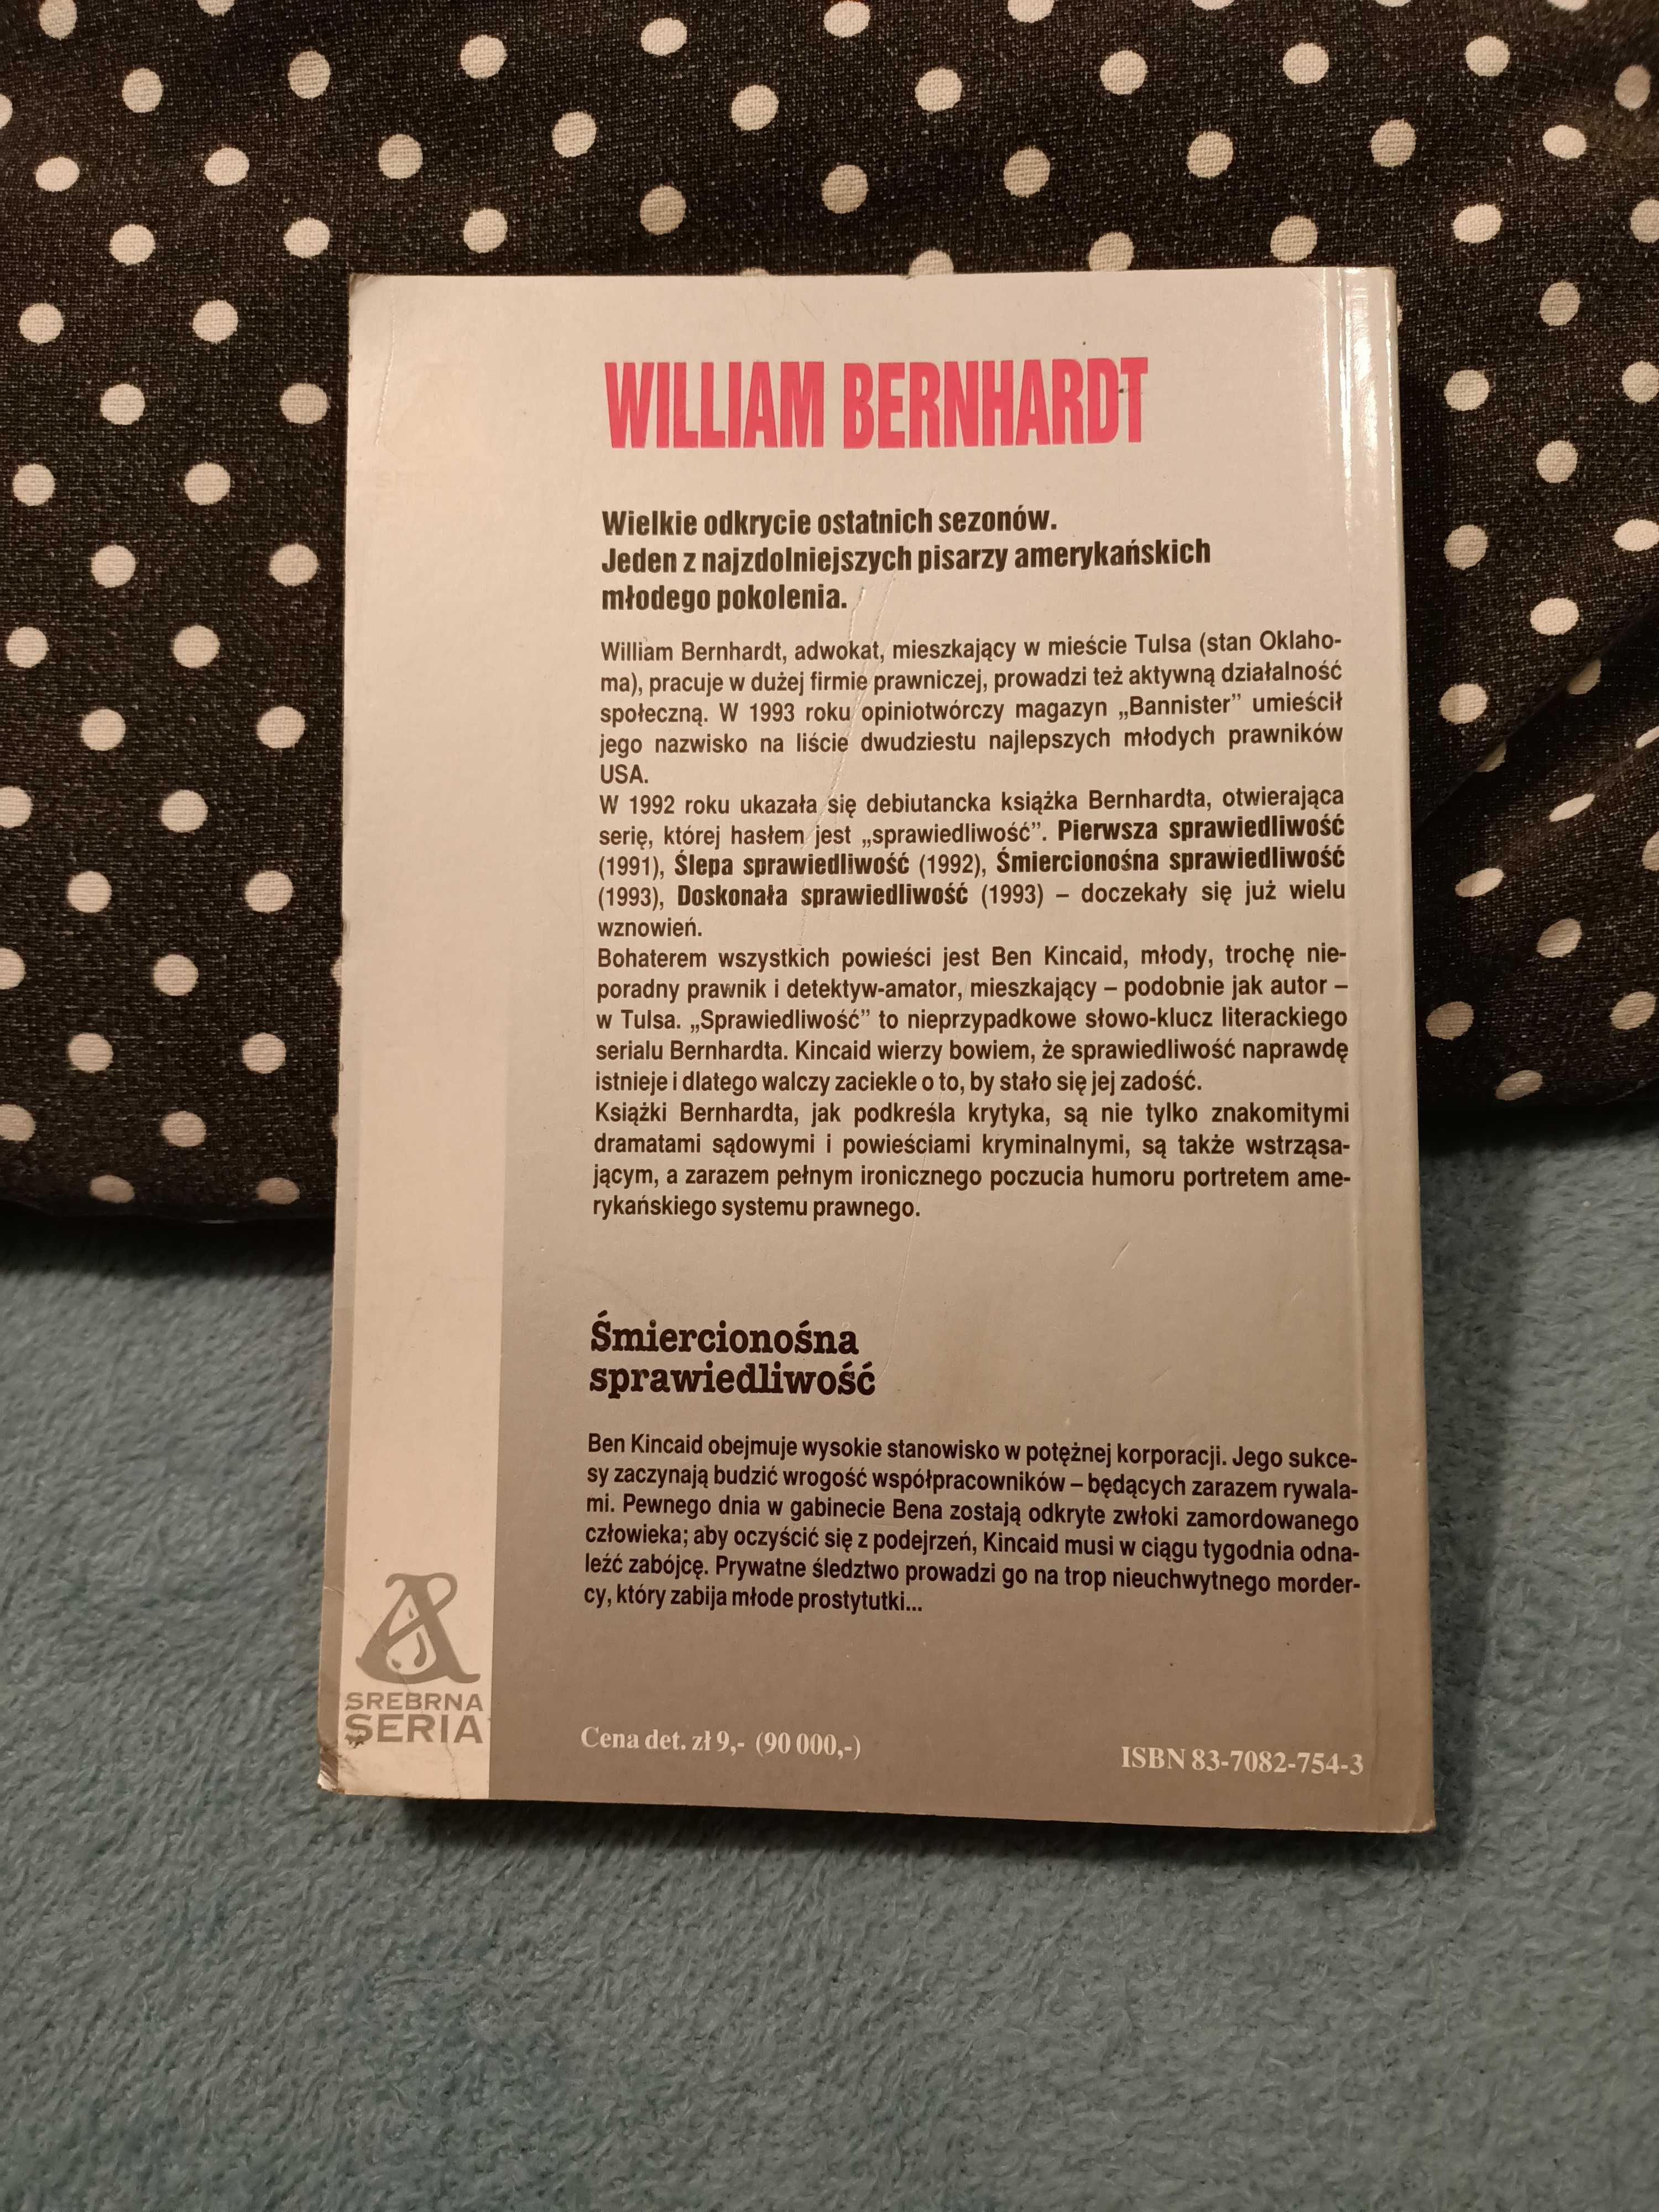 WILLIAM BERNHARDT
Wielkie odkrycie ostatnich sezonów.
Jeden z najzdolniejszych pisarzy amerykańskich
młodego pokolenia.
William Bernhardt, adwokat, mieszkający w mieście Tulsa (stan Oklaho-
ma), pracuje w dużej firmie prawniczej, prowadzi też aktywną działalność
społeczną. W 1993 roku opiniotwórczy magazyn „Bannister” umieścił
jego nazwisko na liście dwudziestu najlepszych młodych prawników
USA.
W 1992 roku ukazała się debiutancka książka Bernhardta, otwierająca
serię, której hasłem jest „sprawiedliwość”. Pierwsza sprawiedliwość
(1991), Ślepa sprawiedliwość (1992), Śmiercionośna sprawiedliwość
(1993), Doskonała sprawiedliwość (1993) – doczekały się już wielu
wznowień.
Bohaterem wszystkich powieści jest Ben Kincaid, młody, trochę nie-
poradny prawnik i detektyw-amator, mieszkający – podobnie jak autor –
w Tulsa. „Sprawiedliwość” to nieprzypadkowe słowo-klucz literackiego
serialu Bernhardta. Kincaid wierzy bowiem, że sprawiedliwość naprawdę
istnieje i dlatego walczy zaciekle o to, by stało się jej zadość.
Książki Bernhardta, jak podkreśla krytyka, są nie tylko znakomitymi
dramatami sądowymi i powieściami kryminalnymi, są także wstrząsa-
jącym, a zarazem pełnym ironicznego poczucia humoru portretem ame-
rykańskiego systemu prawnego.
Śmiercionośna
sprawiedliwość
Ben Kincaid obejmuje wysokie stanowisko w potężnej korporacji. Jego sukce-
sy zaczynają budzić wrogość współpracowników – będących zarazem rywala-
mi. Pewnego dnia w gabinecie Bena zostają odkryte zwłoki zamordowanego
człowieka; aby oczyścić się z podejrzeń, Kincaid musi w ciągu tygodnia odna-
leźć zabójcę. Prywatne śledztwo prowadzi go na trop nieuchwytnego morder-
cy, który zabija młode prostytutki...
A
SREBRNA
SERIA
Cena det. zł 9,- (90 000,-)
ISBN 83-7082-754-3